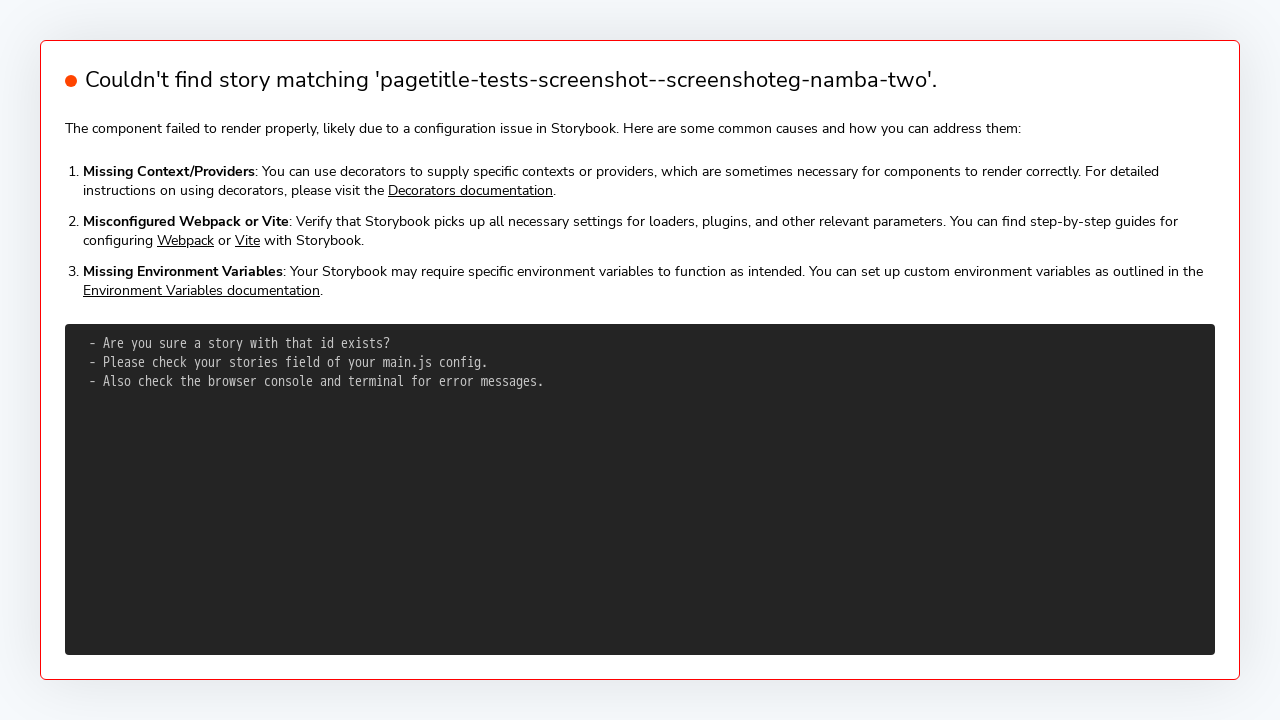 Couldn't find story matching 'pagetitle-tests-screenshot--screenshoteg-namba-two'.
The component failed to render properly, likely due to a configuration issue in Storybook. Here are some common causes and how you can address them:
1. Missing Context/Providers: You can use decorators to supply specific contexts or providers, which are sometimes necessary for components to render correctly. For detailed
instructions on using decorators, please visit the Decorators documentation.
2. Misconfigured Webpack or Vite: Verify that Storybook picks up all necessary settings for loaders, plugins, and other relevant parameters. You can find step-by-step guides for
configuring Webpack or Vite with Storybook.
3. Missing Environment Variables: Your Storybook may require specific environment variables to function as intended. You can set up custom environment variables as outlined in the
Environment Variables documentation.
- Are you sure a story with that id exists?
- Please check your stories field of your main.js config.
- Also check the browser console and terminal for error messages.